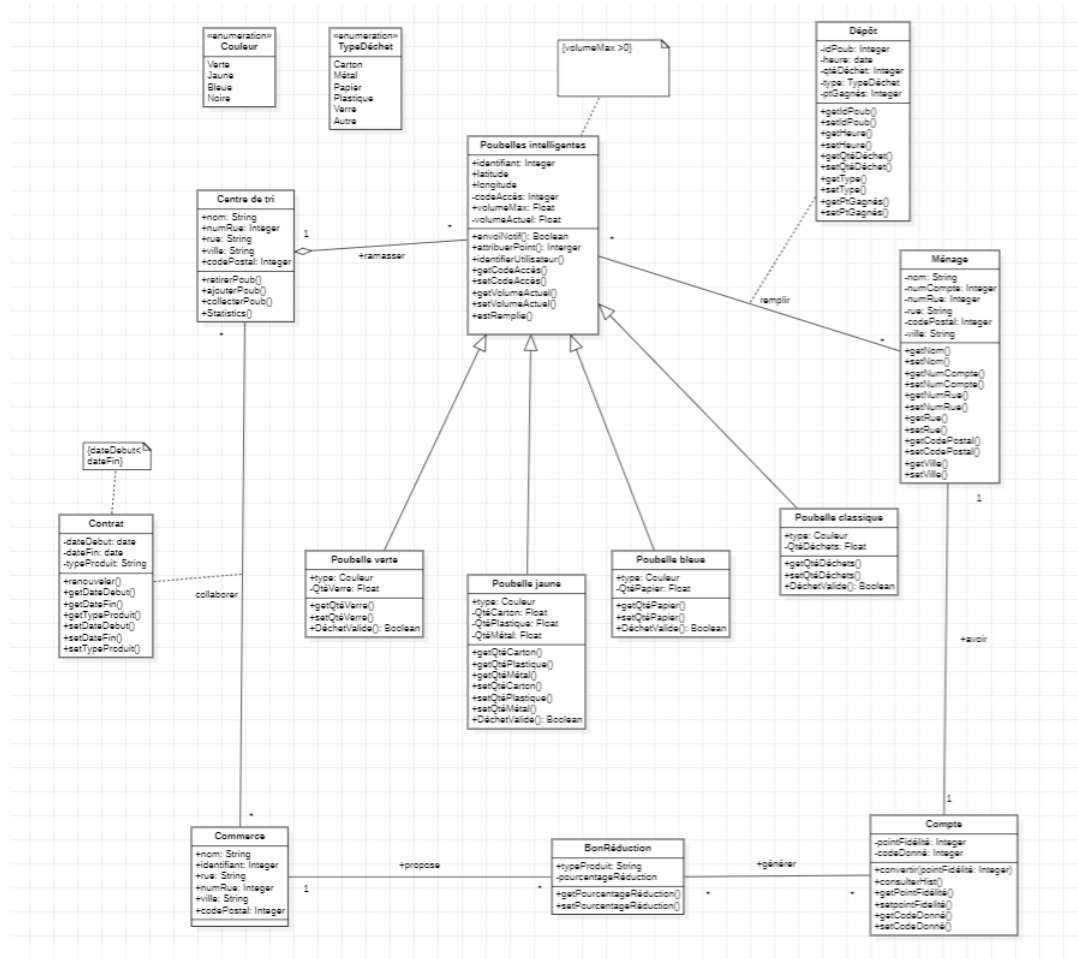 «enumeration»
Couleur
Verte
Jaune
Bleue
Noire
«enumeration»
TypeDéchet
Carton
Métal
Papier
Plastique
Verre
Autre
{volumeMax >0}
Dépôt
-idPoub: Integer
-heure: date
-qtéDéchet: Integer
-type: TypeDéchet
-ptGagnés: Integer
+getIdPoub()
+setIdPoub()
+getHeure()
+setHeure()
+getQtéDéchet()
+setQtéDéchet()
+getType()
+setType()
+getPtGagnés()
+setPtGagnés()
Poubelles intelligentes
+identifiant: Integer
+latitude
+longitude
-codeAccès: Integer
+volumeMax: Float
-volumeActuel: Float
+envoiNotif(): Boolean
+attribuerPoint(): Interger
+identifierUtilisateur()
+getCodeAccès()
+setCodeAccès()
+getVolumeActuel()
+setVolumeActuel()
+estRemplie()
Centre de tri
+nom: String
+numRue: Integer
+rue: String
+ville: String
+codePostal: Integer
+retirerPoub()
+ajouterPoub()
+collecterPoub()
+Statistics()
1
*
+ramasser
*
remplir
*
Ménage
-nom: String
-numCompte: Integer
-numRue: Integer
-rue: String
-codePostal: Integer
-ville: String
+getNom()
+setNom()
+getNumCompte()
+setNumCompte()
+getNumRue()
+setNumRue()
+getRue()
+setRue()
+getCodePostal()
+setCodePostal()
+getVille()
+setVille()
*
{dateDebut<
dateFin}
Contrat
-dateDebut: date
-dateFin: date
-typeProduit: String
+renouveler()
+getDateDebut()
+getDateFin()
+getTypeProduit()
+setDateDebut()
+setDateFin()
+setTypeProduit()
collaborer
Poubelle verte
+type: Couleur
-QtéVerre: Float
+getQtéVerre()
+setQtéVerre()
+DéchetValide(): Boolean
Poubelle jaune
+type: Couleur
-QtéCarton: Float
-QtéPlastique: Float
-QtéMétal: Float
+getQtéCarton()
+getQtéPlastique()
+getQtéMétal()
+setQtéCarton()
+setQtéPlastique()
+setQtéMétal()
+DéchetValide(): Boolean
Poubelle bleue
+type: Couleur
-QtéPapier: Float
+getQtéPapier()
+setQtéPapier()
+DéchetValide(): Boolean
Poubelle classique
+type: Couleur
-QtéDéchets: Float
+getQtéDéchets()
+setQtéDéchets()
+DéchetValide(): Boolean
1
+avoir
1
*
Commerce
+nom: String
+identifiant: Integer
+rue: String
+numRue: Integer
+ville: String
+codePostal: Integer
1
+propose
*
BonRéduction
+typeProduit: String
-pourcentageRéduction
+getPourcentageRéduction()
+setPourcentageRéduction()
*
+générer
*
Compte
-pointFidélité: Integer
-codeDonné: Integer
+convertir(pointFidélité: Integer)
+consulterHist()
+getPointFidélité()
+setpointFidelité()
+getCodeDonné()
+setCodeDonné()